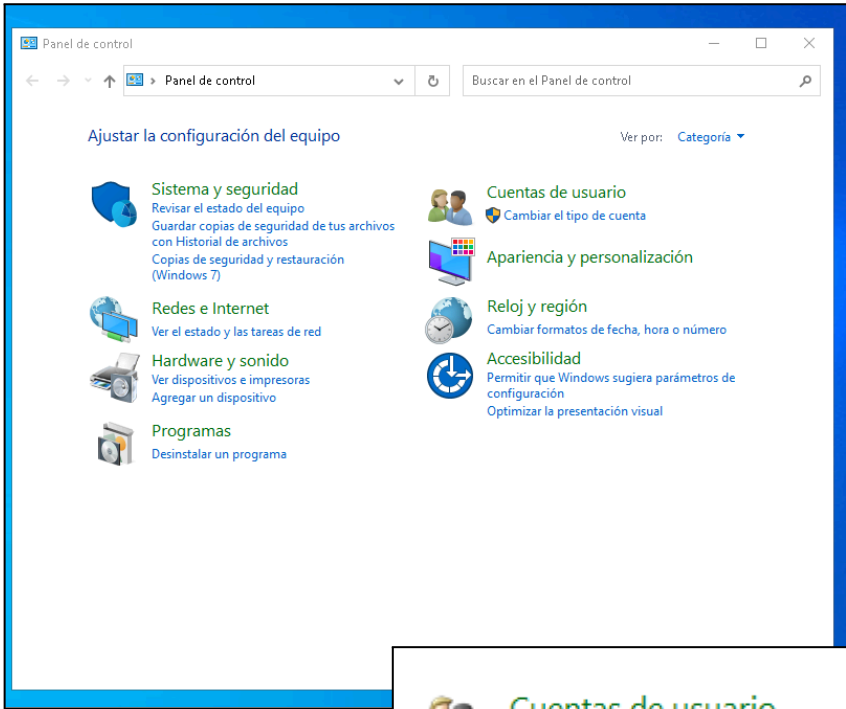 Panel de control
Panel de control
Buscar en el Panel de control
Ajustar la configuración del equipo
Ver por: Categoría
Sistema y seguridad
Revisar el estado del equipo
Guardar copias de seguridad de tus archivos
con Historial de archivos
Copias de seguridad y restauración
(Windows 7)
Redes e Internet
Ver el estado y las tareas de red
Hardware y sonido
Ver dispositivos e impresoras
Agregar un dispositivo
Programas
Desinstalar un programa
Cuentas de usuario
Cambiar el tipo de cuenta
Apariencia y personalización
Reloj y región
Cambiar formatos de fecha, hora o número
Accesibilidad
Permitir que Windows sugiera parámetros de
configuración
Optimizar la presentación visual
Cuentas de usuario